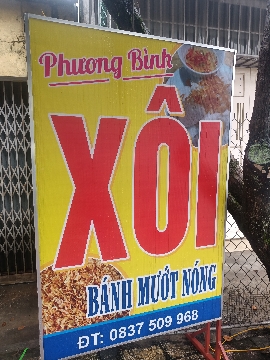 Phương Bình
XÔI
BÁNH MƯỚT NÓNG
ĐT: 0837 509 968